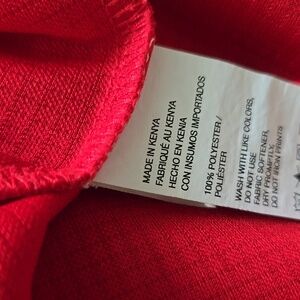 MADE IN KENYA
FABRIQUÉ AU KENYA
HECHO EN KENIA
CON INSUMOS IMPORTADOS
100% POLYESTER/
POLIÉSTER
WASH WITH LIKE COLORS,
DO NOT USE
FABRIC SOFTENER,
DRY PROMPTLY,
DO NOT IRON PRINTS